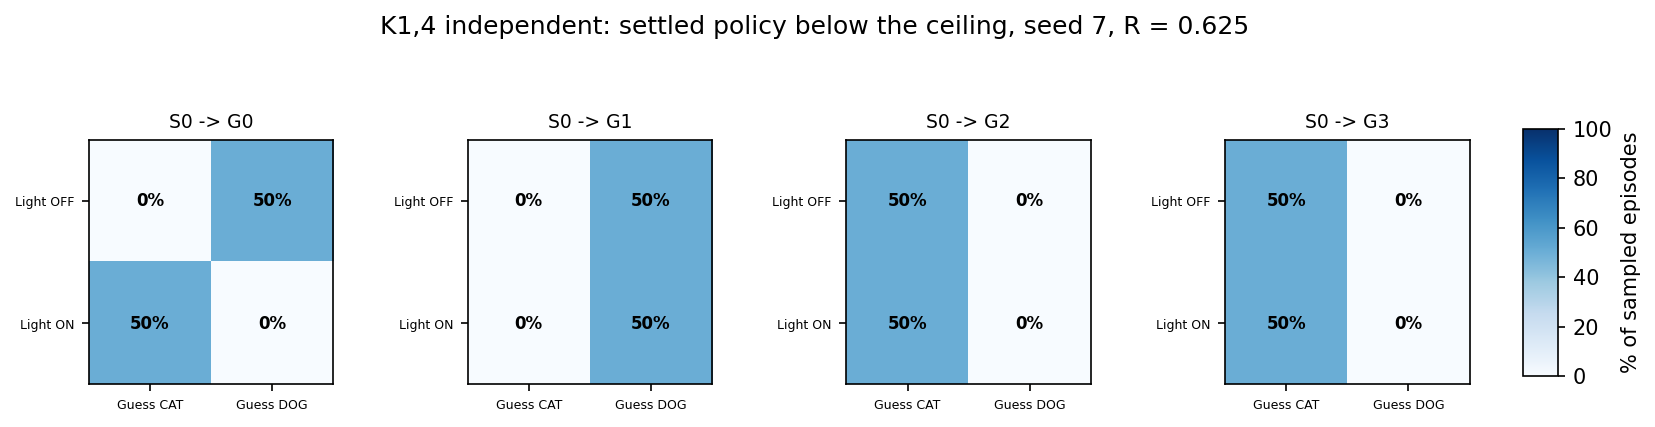 K1,4 independent: settled policy below the ceiling, seed 7, R = 0.625
S0 -> G0
Light OFF
0%
50%
Light ON
50%
0%
Guess CAT
Guess DOG
S0 -> G1
Light OFF
0%
50%
Light ON
0%
50%
Guess CAT
Guess DOG
S0 -> G2
Light OFF
50%
0%
Light ON
50%
0%
Guess CAT
Guess DOG
S0 -> G3
Light OFF
50%
0%
Light ON
50%
0%
Guess CAT
Guess DOG
100
80
60
40
20
0
% of sampled episodes